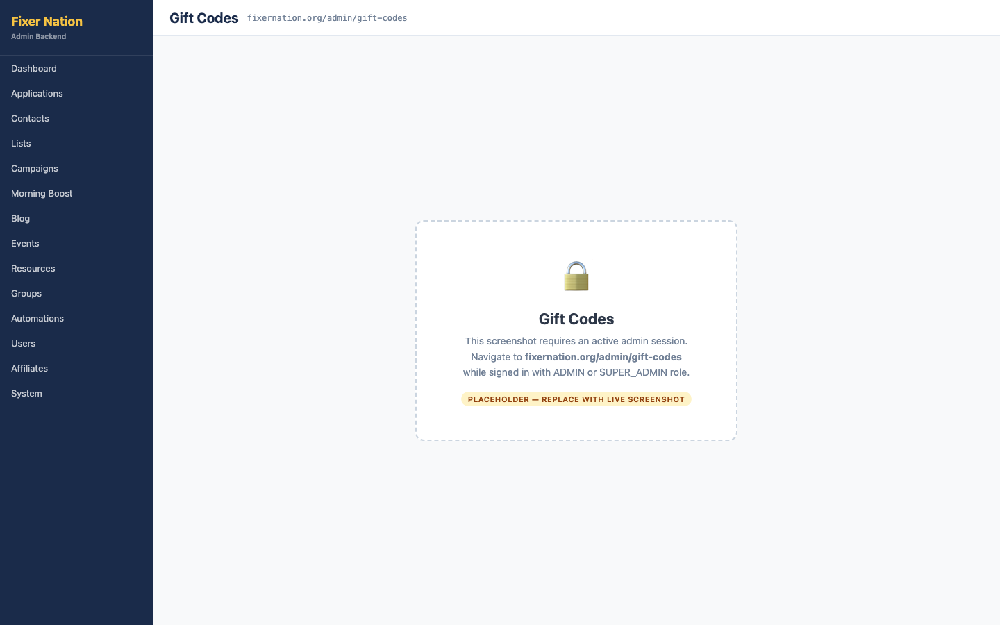 Fixer Nation
Admin Backend
Dashboard
Applications
Contacts
Lists
Campaigns
Morning Boost
Blog
Events
Resources
Groups
Automations
Users
Affiliates
System
Gift Codes fixernation.org/admin/gift-codes
Gift Codes
This screenshot requires an active admin session.
Navigate to fixernation.org/admin/gift-codes
while signed in with ADMIN or SUPER_ADMIN role.
PLACEHOLDER — REPLACE WITH LIVE SCREENSHOT